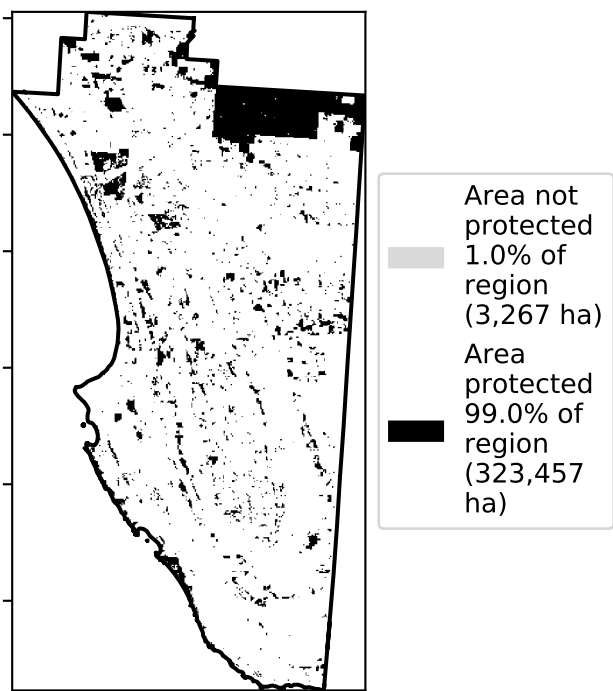 Area not
protected
1.0% of
region
(3,267 ha)
Area
protected
99.0% of
region
(323,457
ha)